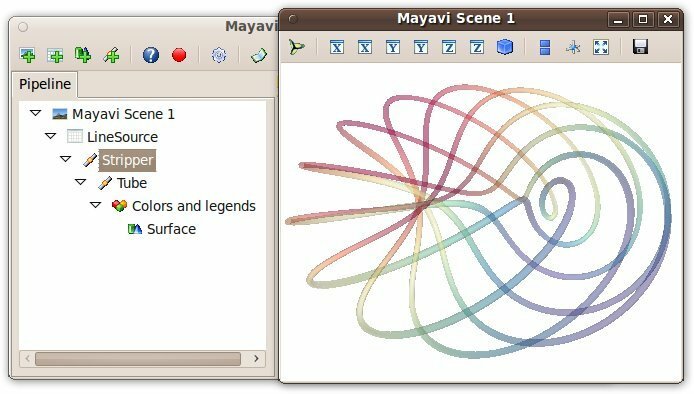 Mayavi
Mayavi Scene 1
X X Y Y Z Z
Pipeline
Mayavi Scene 1
LineSource
Stripper
Tube
Colors and legends
Surface